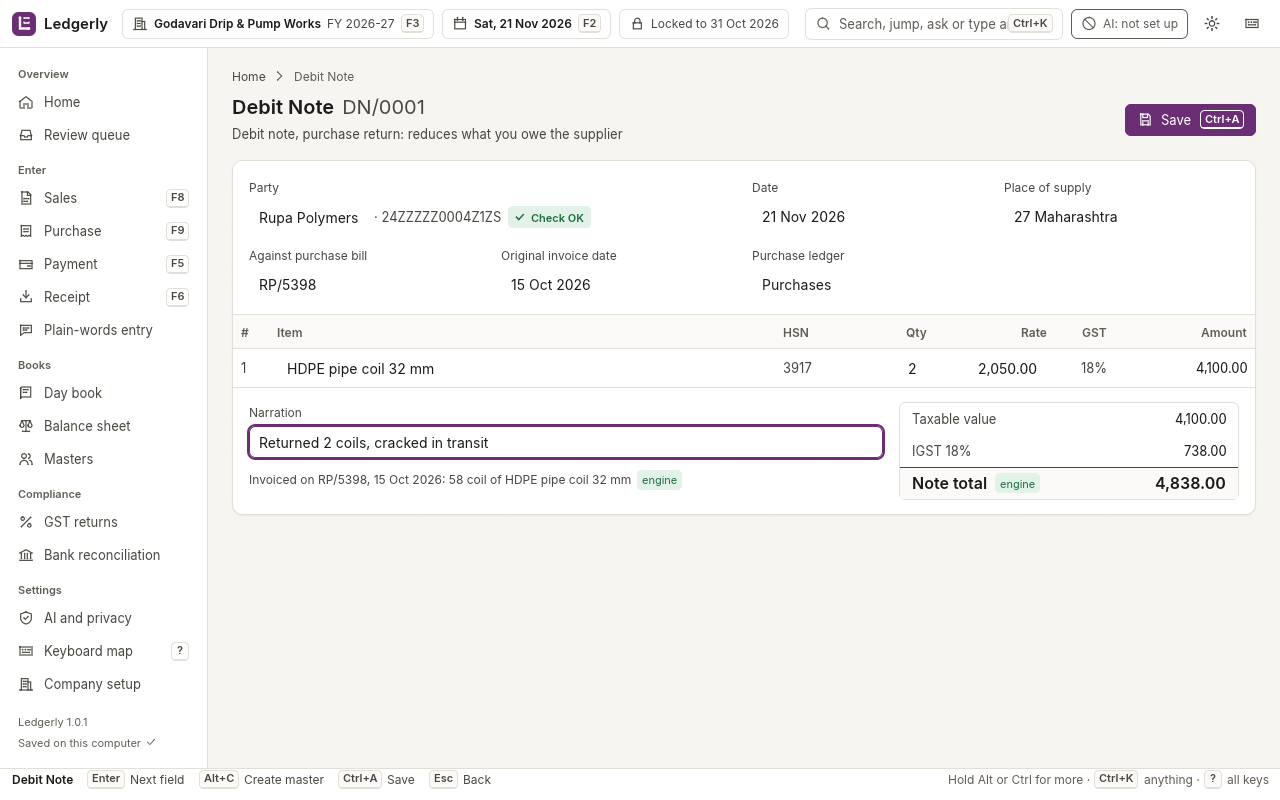 Ledgerly
Godavari Drip & Pump Works FY 2026-27 F3
Sat, 21 Nov 2026 F2
Locked to 31 Oct 2026
Search, jump, ask or type a Ctrl+K
AI: not set up
Overview
Home
Review queue
Enter
Sales F8
Purchase F9
Payment F5
Receipt F6
Plain-words entry
Books
Day book
Balance sheet
Masters
Compliance
GST returns
Bank reconciliation
Settings
AI and privacy
Keyboard map ?
Company setup
Ledgerly 1.0.1
Saved on this computer
Home > Debit Note
Debit Note DN/0001
Debit note, purchase return: reduces what you owe the supplier
Save Ctrl+A
Party Date Place of supply
Rupa Polymers · 24ZZZZZ0004Z1ZS Check OK 21 Nov 2026 27 Maharashtra
Against purchase bill Original invoice date Purchase ledger
RP/5398 15 Oct 2026 Purchases
# Item HSN Qty Rate GST Amount
1 HDPE pipe coil 32 mm 3917 2 2,050.00 18% 4,100.00
Narration
Returned 2 coils, cracked in transit
Invoiced on RP/5398, 15 Oct 2026: 58 coil of HDPE pipe coil 32 mm engine
Taxable value 4,100.00
IGST 18% 738.00
Note total engine 4,838.00
Debit Note Enter Next field Alt+C Create master Ctrl+A Save Esc Back
Hold Alt or Ctrl for more · Ctrl+K anything · ? all keys